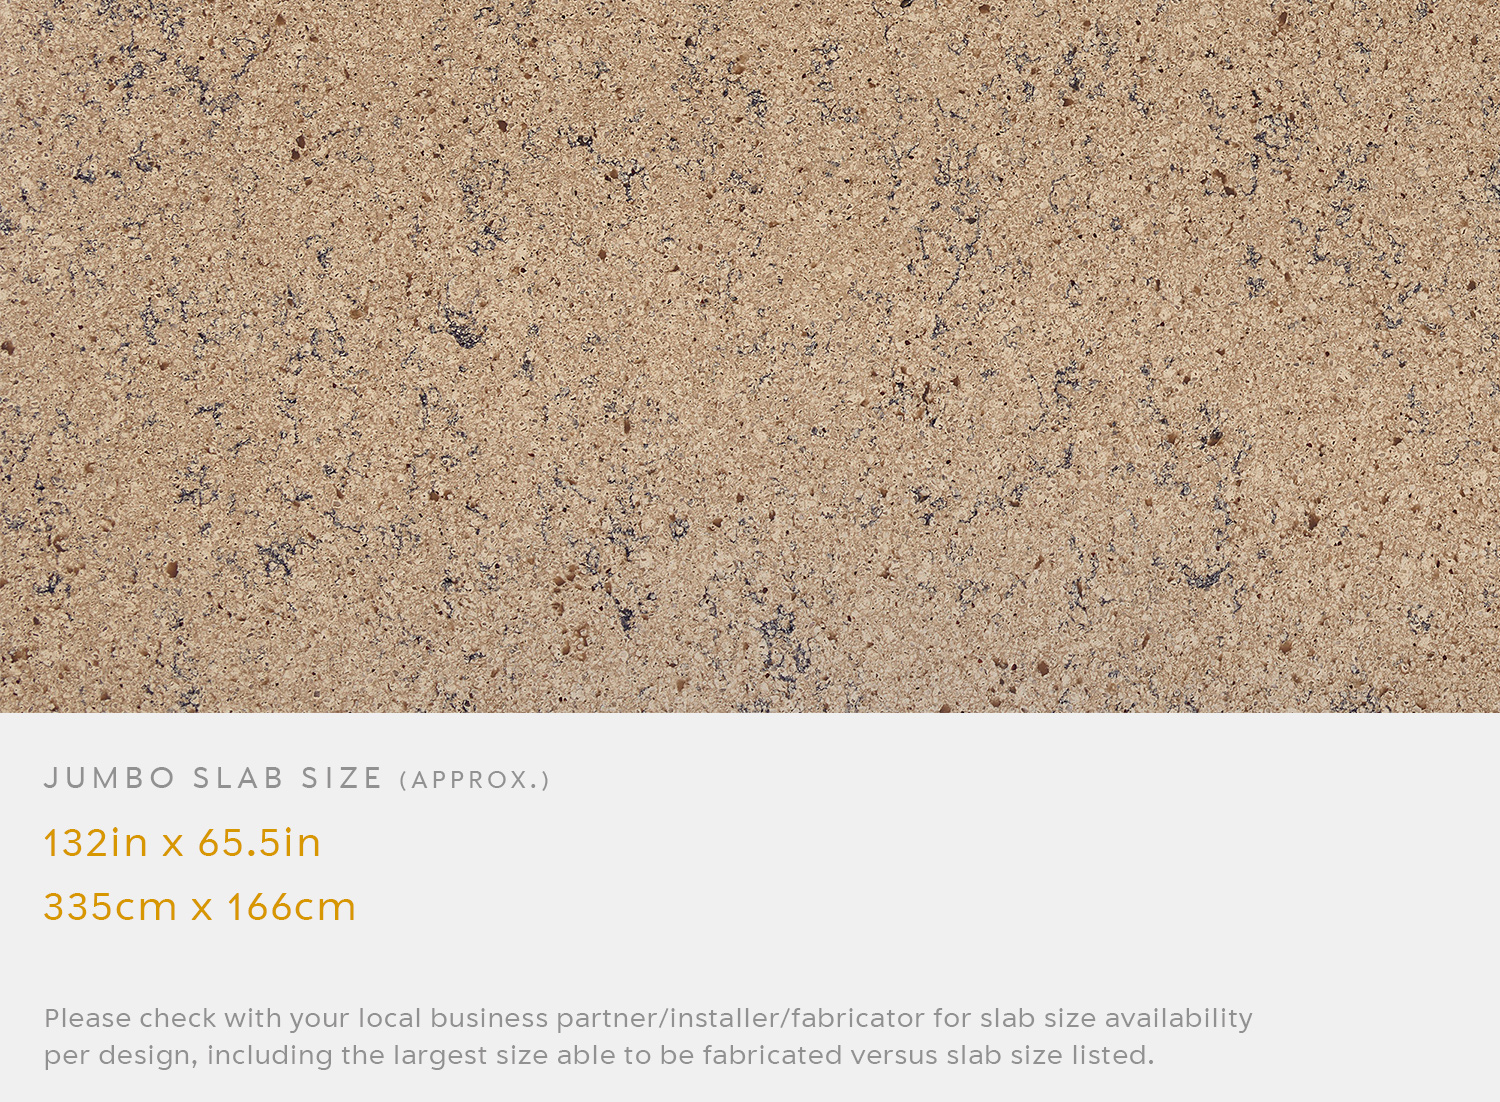 JUMBO SLAB SIZE (APPROX.)
132in x 65.5in
335cm x 166cm
Please check with your local business partner/installer/fabricator for slab size availability
per design, including the largest size able to be fabricated versus slab size listed.